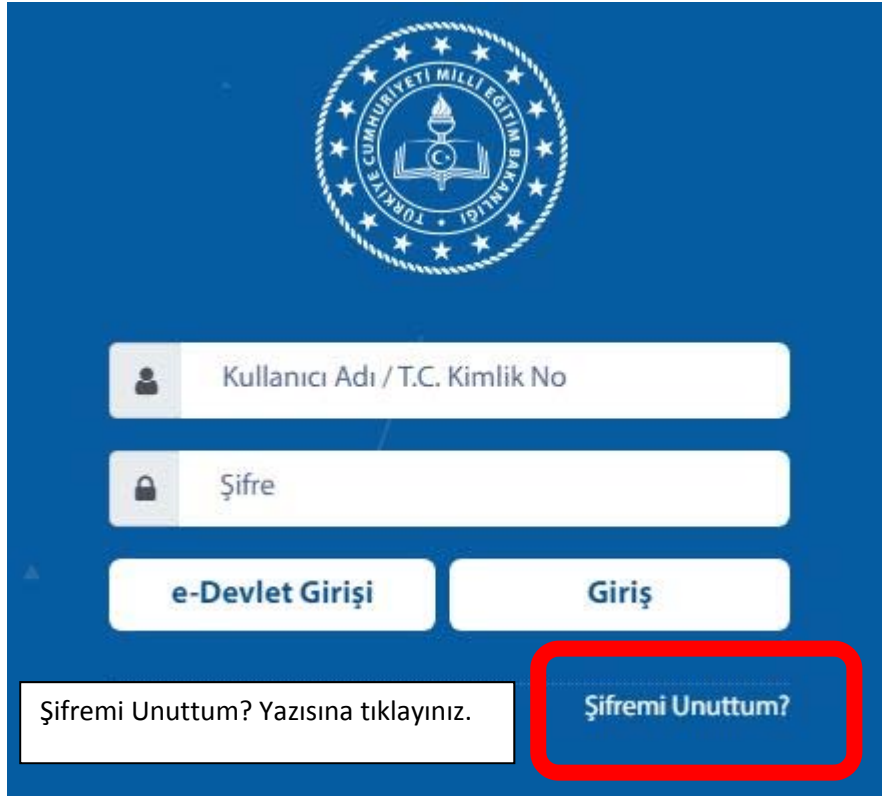 TÜRKİYE CUMHURİYETİ MİLLİ EĞİTİM BAKANLIĞI
Kullanıcı Adı / T.C. Kimlik No
Şifre
e-Devlet Girişi
Giriş
Şifremi Unuttum? Yazısına tıklayınız.
Şifremi Unuttum?